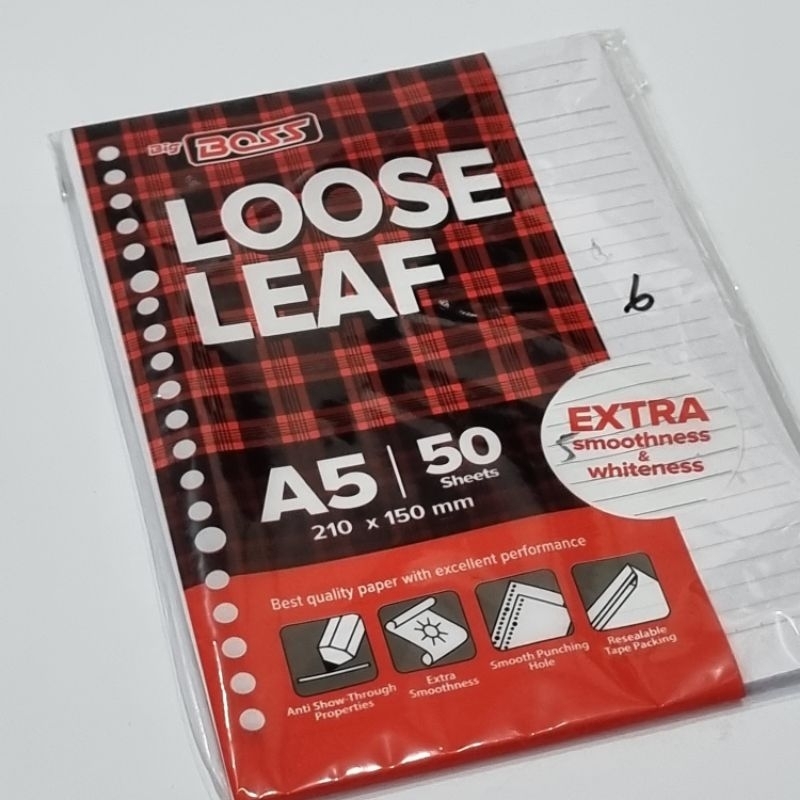 Big BOSS
LOOSE
LEAF
6
A5 | 50
Sheets
210 x 150 mm
EXTRA
smoothness
&
whiteness
Best quality paper with excellent performance
Anti Show-Through
Properties
Extra
Smoothness
Smooth Punching
Hole
Resealable
Tape Packing